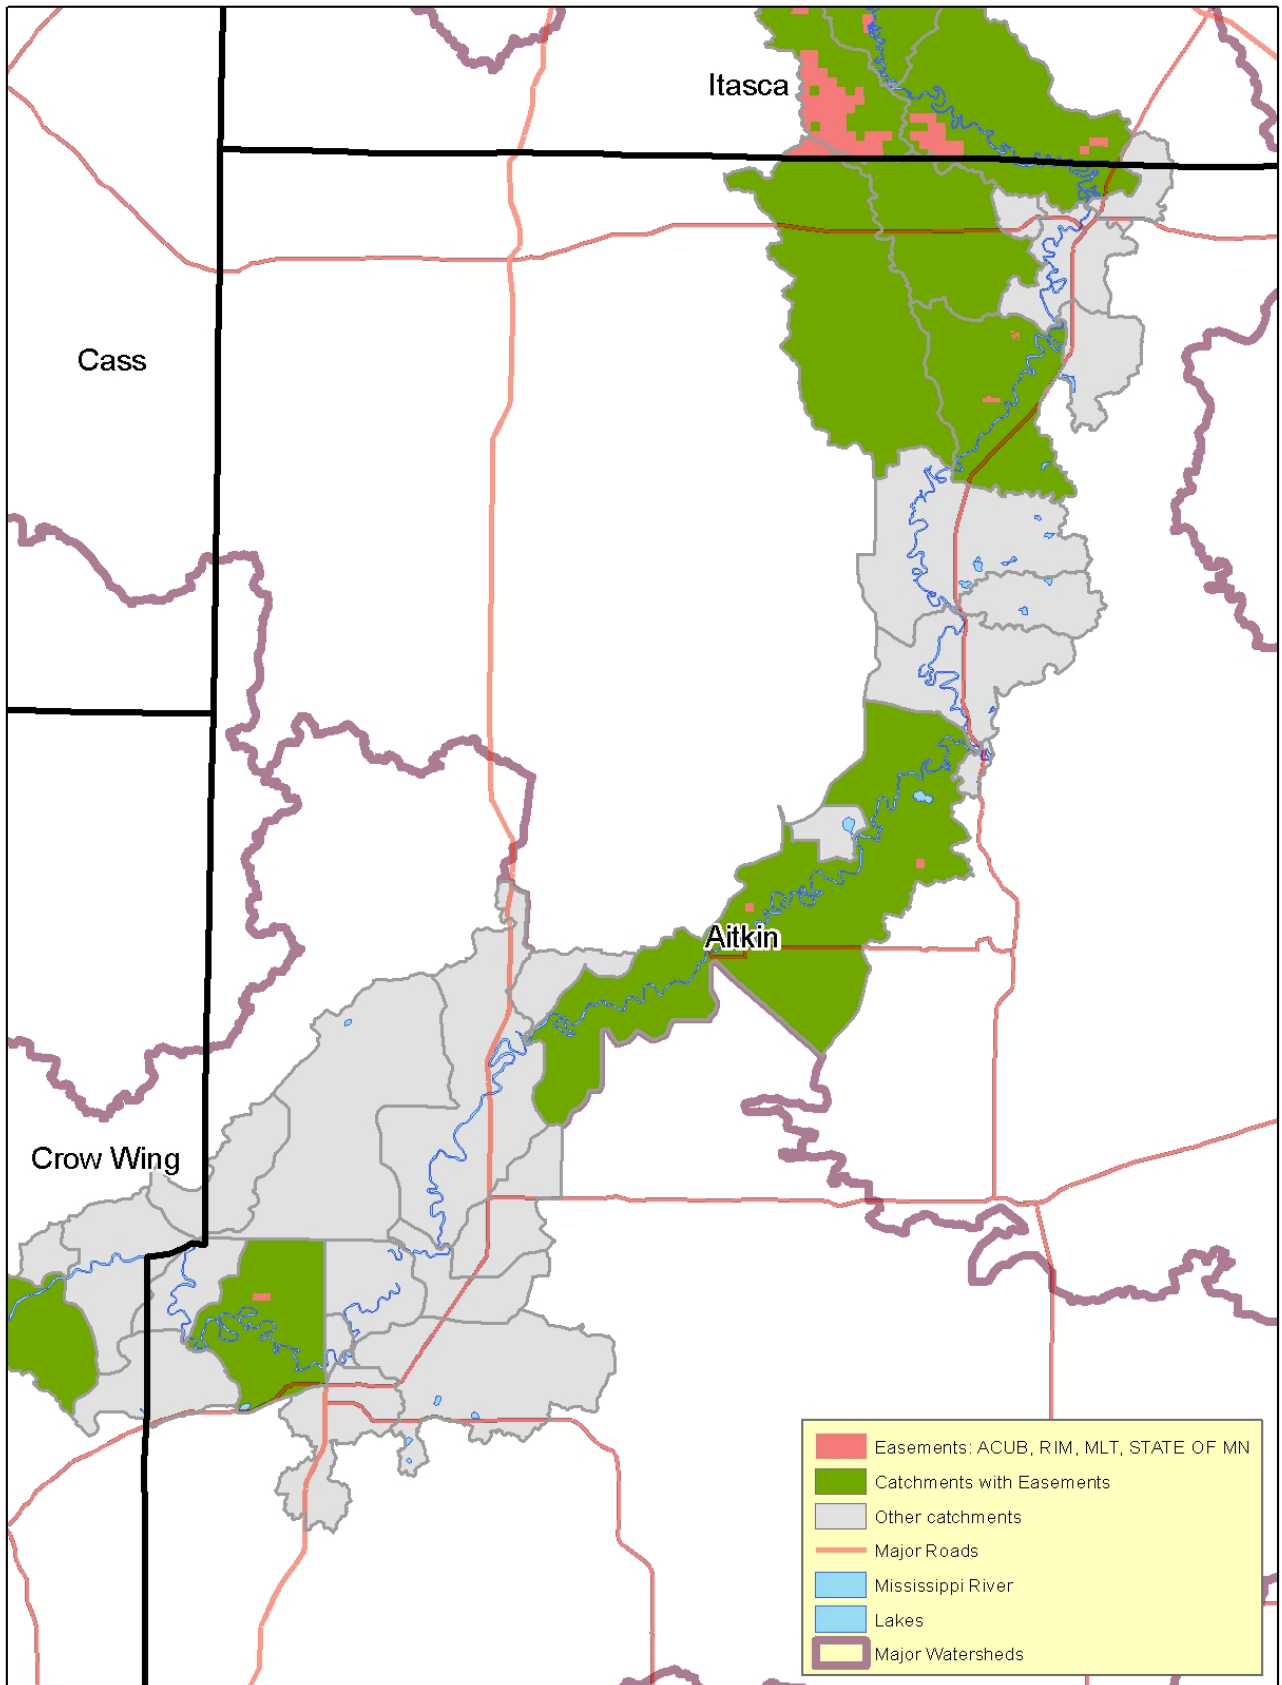 Itasca
Cass
Aitkin
Crow Wing
Easements: ACUB, RIM, MLT, STATE OF MN
Catchments with Easements
Other catchments
Major Roads
Mississippi River
Lakes
Major Watersheds